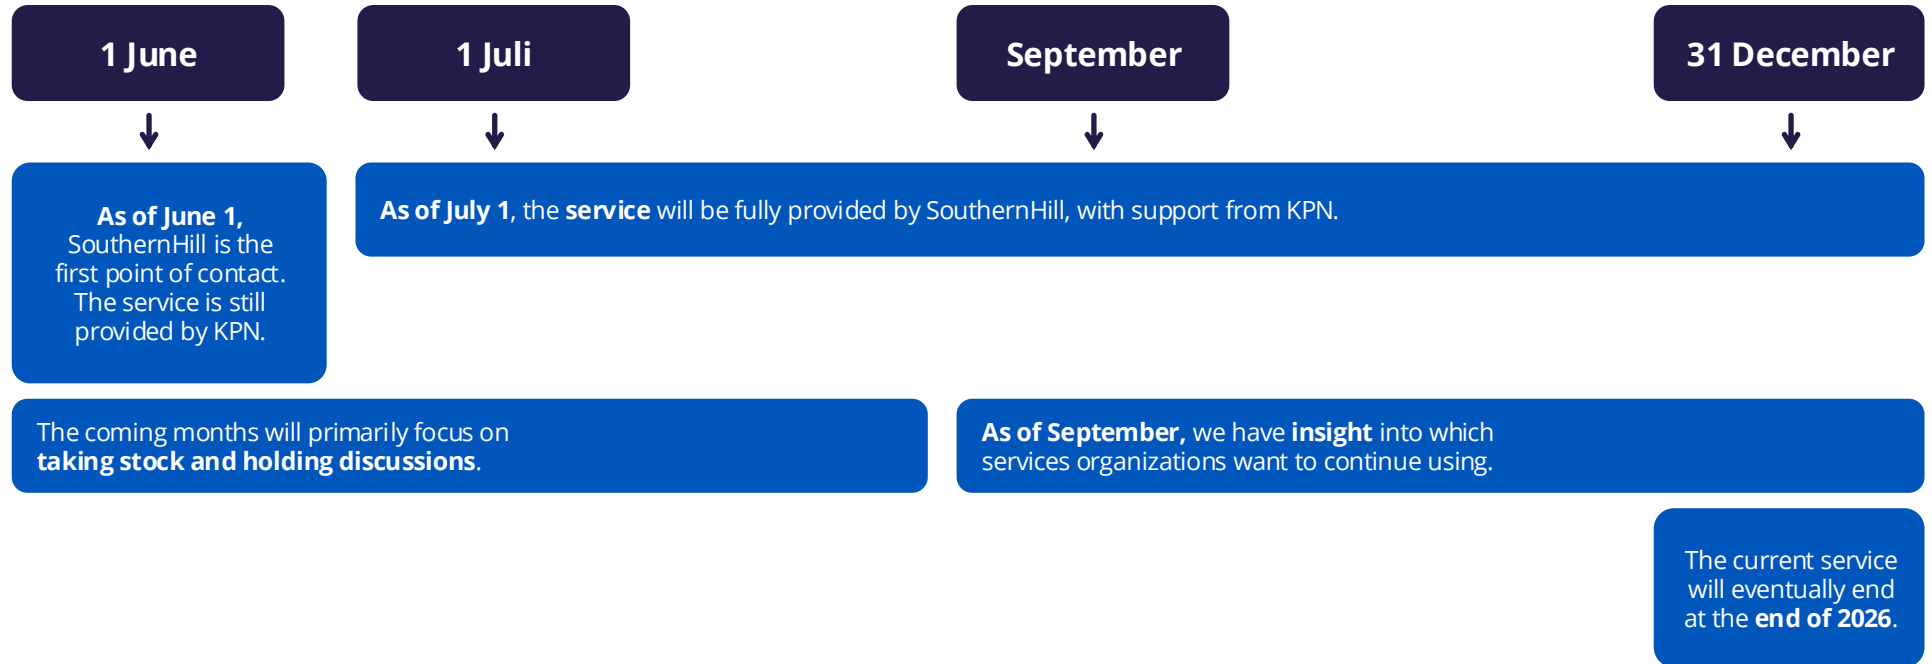 1 June
1 Juli
September
31 December
As of June 1,
SouthernHill is the
first point of contact.
The service is still
provided by KPN.
As of July 1, the service will be fully provided by SouthernHill, with support from KPN.
The coming months will primarily focus on
taking stock and holding discussions.
As of September, we have insight into which
services organizations want to continue using.
The current service
will eventually end
at the end of 2026.